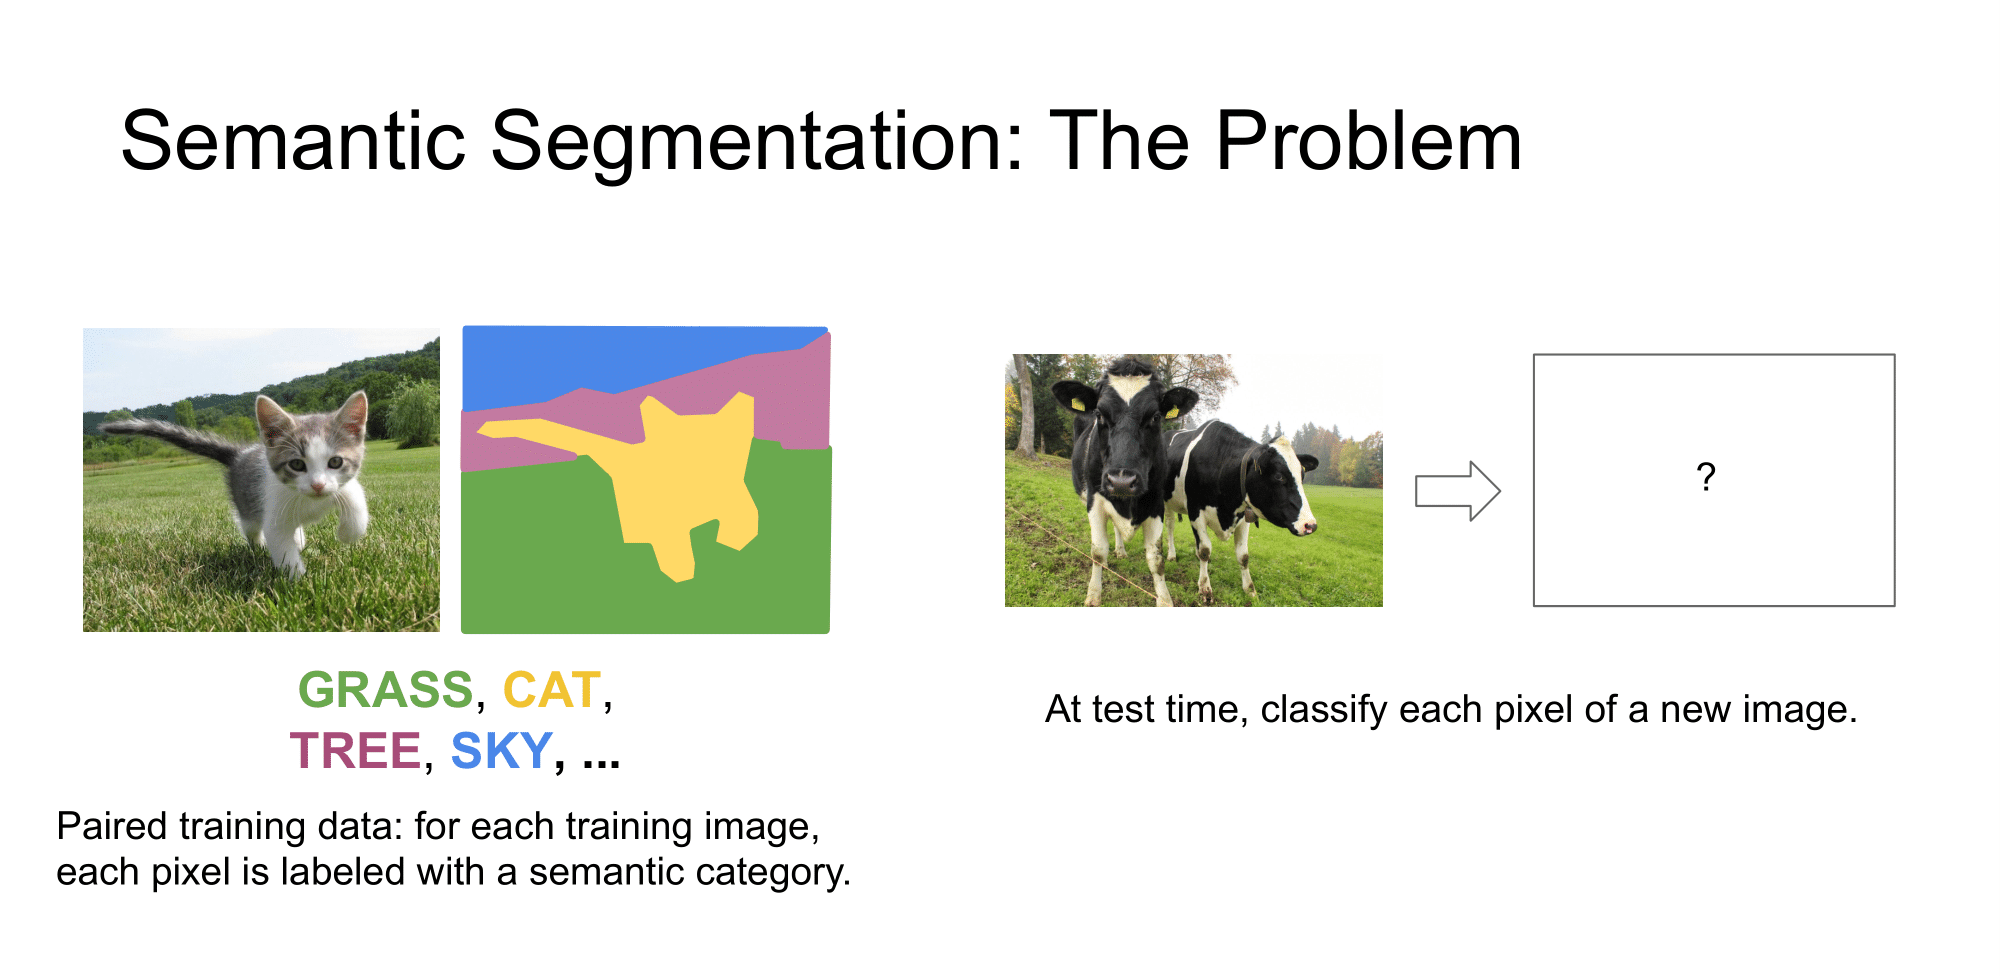 Semantic Segmentation: The Problem
GRASS, CAT,
TREE, SKY, ...
Paired training data: for each training image,
each pixel is labeled with a semantic category.
?
At test time, classify each pixel of a new image.